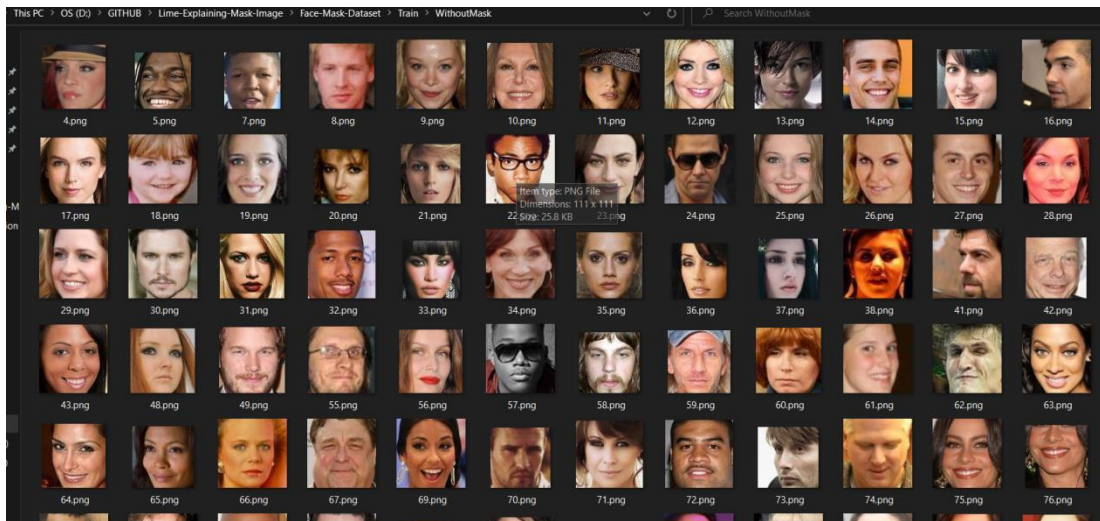 This PC > OS (D:) > GITHUB > Lime-Explaining-Mask-Image > Face-Mask-Dataset > Train > WithoutMask
Search WithoutMask
4.png 5.png 7.png 8.png 9.png 10.png 11.png 12.png 13.png 14.png 15.png 16.png
Item type: PNG File
Dimensions: 111 x 111
Size: 25.8 KB
17.png 18.png 19.png 20.png 21.png 23.png 24.png 25.png 26.png 27.png 28.png
29.png 30.png 31.png 32.png 33.png 34.png 35.png 36.png 37.png 38.png 41.png 42.png
43.png 48.png 49.png 55.png 56.png 57.png 58.png 59.png 60.png 61.png 62.png 63.png
64.png 65.png 66.png 67.png 69.png 70.png 71.png 72.png 73.png 74.png 75.png 76.png